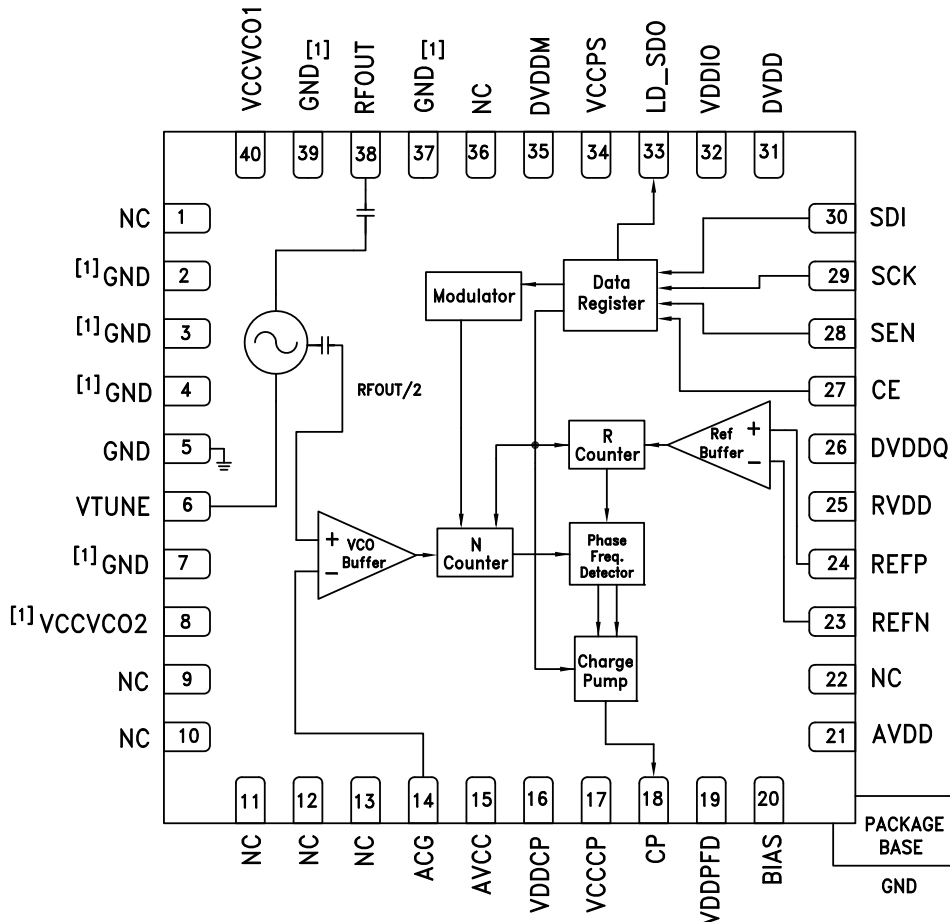 VCCVCO1
GND[1]
RFOUT
GND[1]
NC
DVDDM
VCCPS
LD_SDO
VDDIO
DVDD
40
39
38
37
36
35
34
33
32
31
NC 1
[1] GND 2
[1] GND 3
[1] GND 4
GND 5
VTUNE 6
[1] GND 7
[1] VCCVCO2 8
NC 9
NC 10
Modulator
Data
Register
RFOUT/2
R
Counter
+
Ref
Buffer
−
+
VCO
Buffer
−
N
Counter
Phase
Freq.
Detector
Charge
Pump
30 SDI
29 SCK
28 SEN
27 CE
26 DVDDQ
25 RVDD
24 REFP
23 REFN
22 NC
21 AVDD
11
12
13
14
15
16
17
18
19
20
NC
NC
NC
ACG
AVCC
VDDCP
VCCCP
CP
VDDPFD
BIAS
PACKAGE
BASE
GND